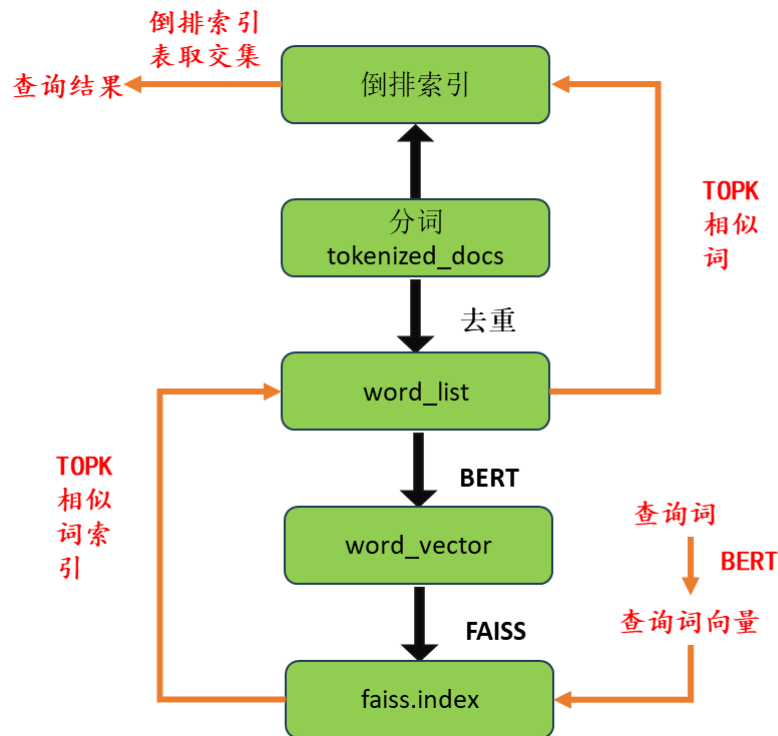 倒排索引
表取交集
查询结果
倒排索引
TOPK
相似
词
分词
tokenized_docs
去重
word_list
TOPK
相似
词索
引
BERT
查询词
word_vector
BERT
FAISS
查询词向量
faiss.index